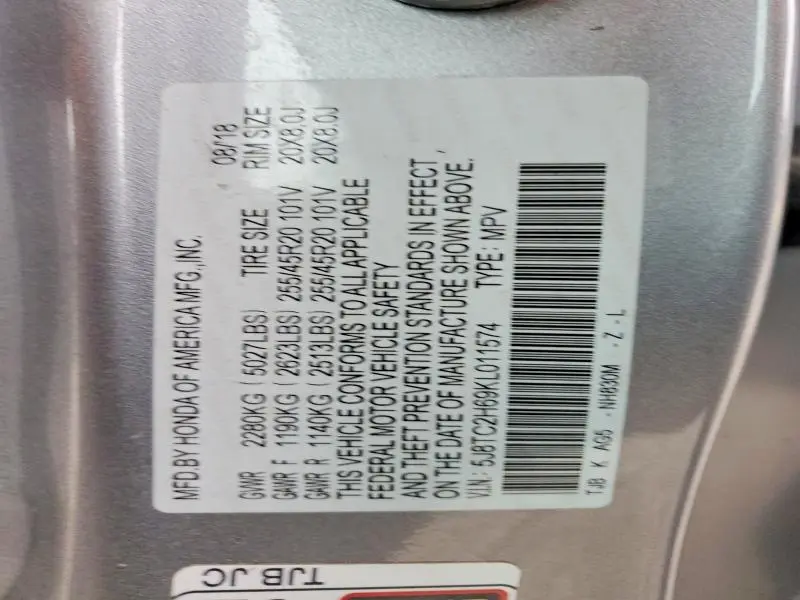 MFD.BY HONDA OF AMERICA MFG.,INC. 08/18
GVWR 2280KG (5027LBS) TIRE SIZE RIM SIZE
GAWR F 1190KG (2623LBS) 255/45R20 101V 20X8.0J
GAWR R 1140KG (2513LBS) 255/45R20 101V 20X8.0J
THIS VEHICLE CONFORMS TO ALL APPLICABLE
FEDERAL MOTOR VEHICLE SAFETY
AND THEFT PREVENTION STANDARDS IN EFFECT
ON THE DATE OF MANUFACTURE SHOWN ABOVE.
V.I.N.: 5J8TC2H69KL011574 TYPE: MPV
TJB K AG5 -NH830M -Z-L
TJB JC